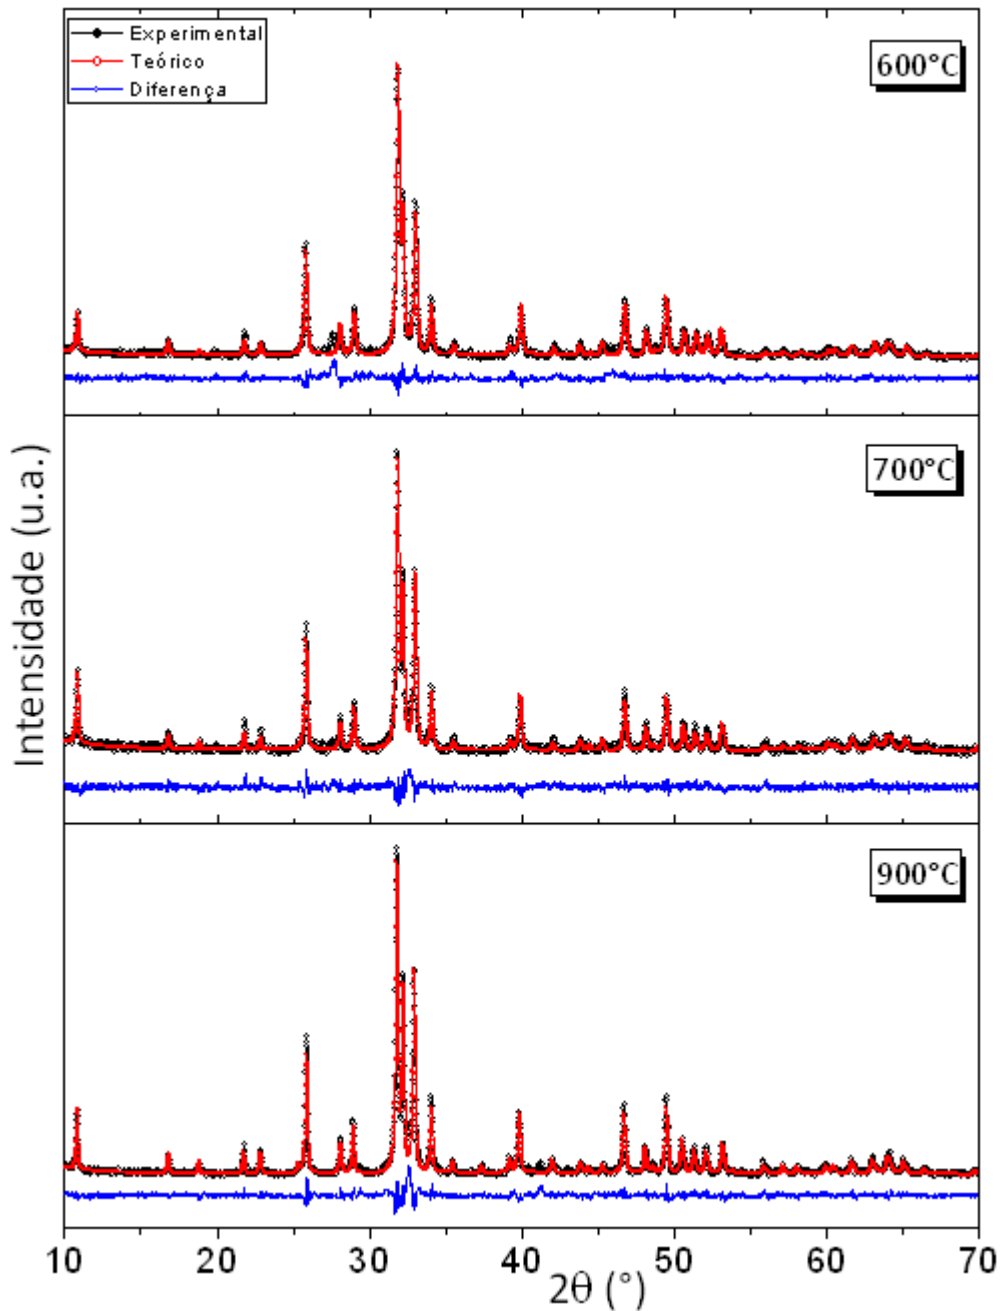 Experimental
Teórico
Diferença
600°C
700°C
900°C
Intensidade (u.a.)
10 20 30 40 50 60 70
2θ (°)